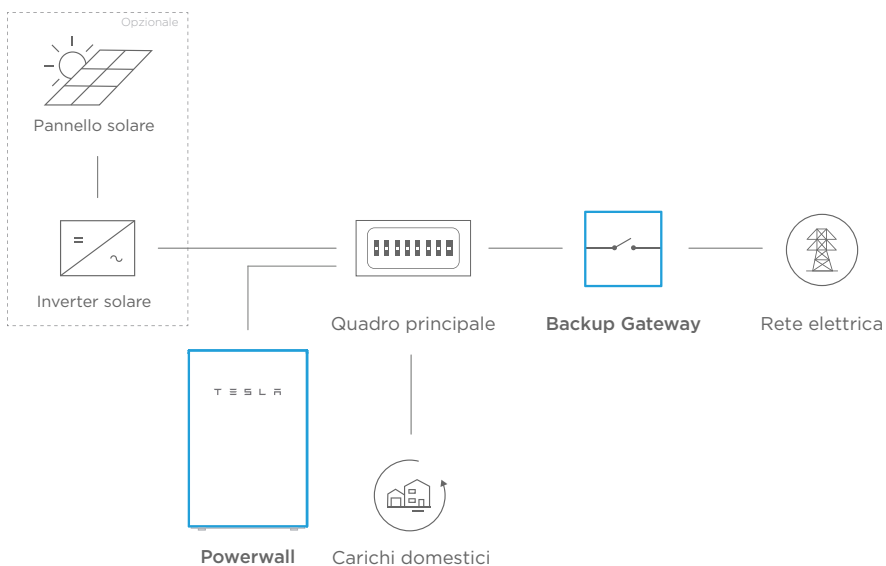 Opzionale
Pannello solare
Inverter solare
Quadro principale
Backup Gateway
Rete elettrica
TESLA
Powerwall
Carichi domestici